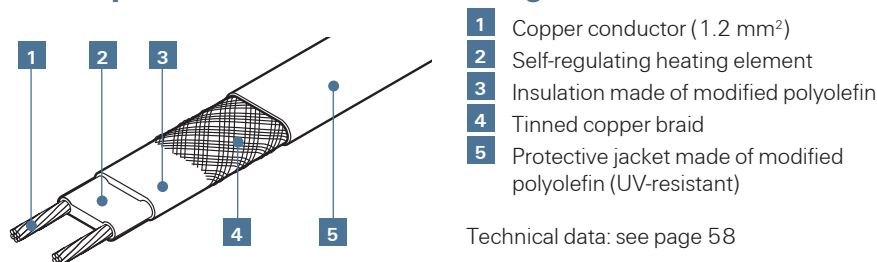 1 Copper conductor (1.2 mm²)
2 Self-regulating heating element
3 Insulation made of modified polyolefin
4 Tinned copper braid
5 Protective jacket made of modified
polyolefin (UV-resistant)
Technical data: see page 58
1 2 3
4 5